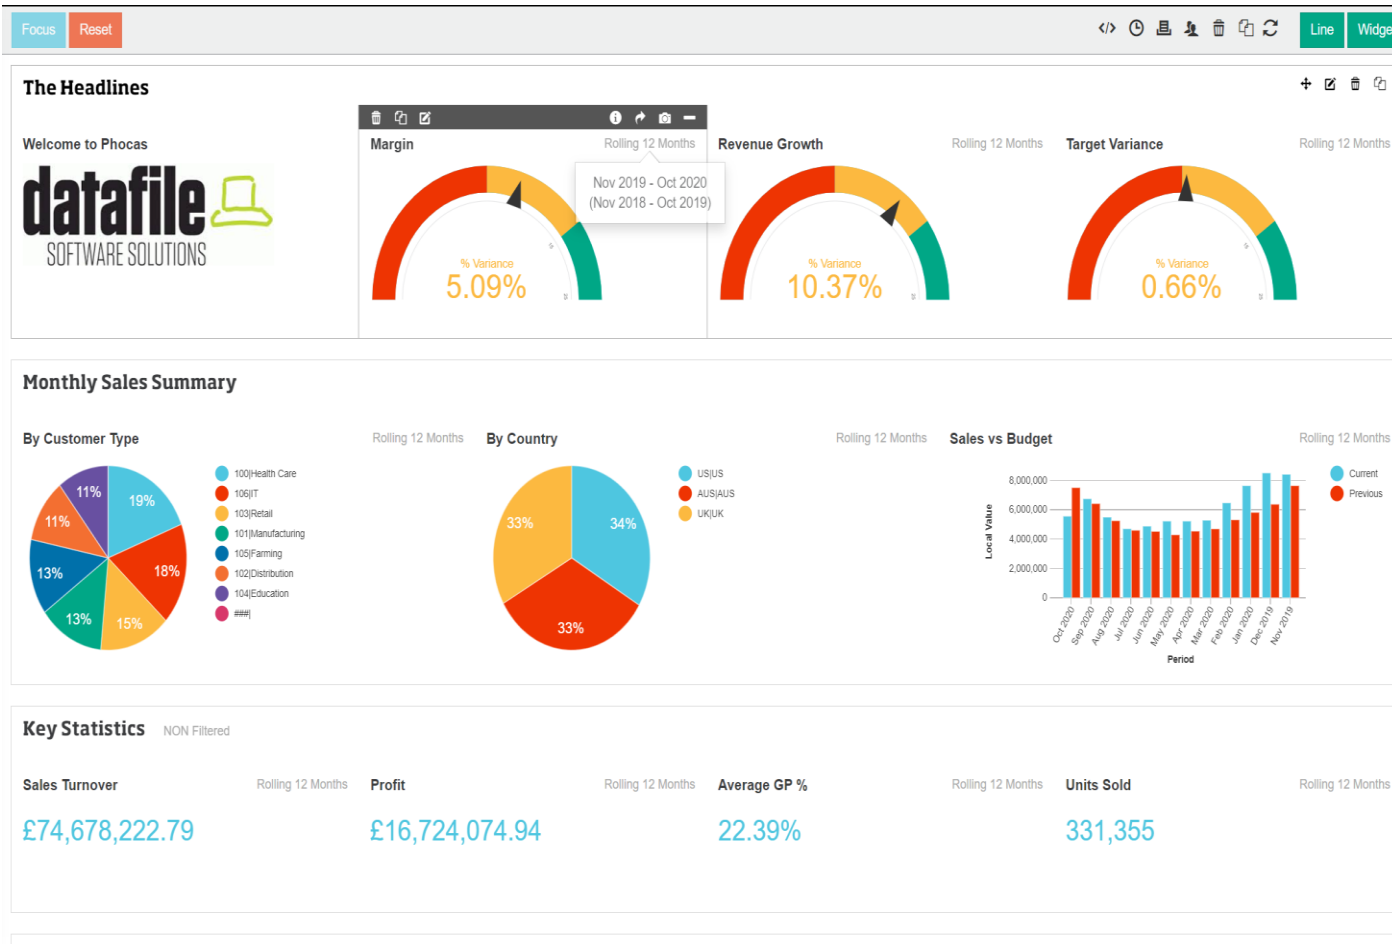 Focus
Reset
</>
Line
Widge
The Headlines
Welcome to Phocas
datafile
SOFTWARE SOLUTIONS
Margin
Rolling 12 Months
Nov 2019 - Oct 2020
(Nov 2018 - Oct 2019)
% Variance
5.09%
Revenue Growth
Rolling 12 Months
% Variance
10.37%
Target Variance
Rolling 12 Months
% Variance
0.66%
Monthly Sales Summary
By Customer Type
Rolling 12 Months
11%
19%
11%
18%
13%
13%
15%
100|Health Care
106|IT
103|Retail
101|Manufacturing
105|Farming
102|Distribution
104|Education
###|
By Country
Rolling 12 Months
33%
34%
33%
US|US
AUS|AUS
UK|UK
Sales vs Budget
Rolling 12 Months
Current
Previous
Local Value
8,000,000
6,000,000
4,000,000
2,000,000
0
Oct 2020
Sep 2020
Aug 2020
Jul 2020
Jun 2020
May 2020
Apr 2020
Mar 2020
Feb 2020
Jan 2020
Dec 2019
Nov 2019
Period
Key Statistics
NON Filtered
Sales Turnover
Rolling 12 Months
£74,678,222.79
Profit
Rolling 12 Months
£16,724,074.94
Average GP %
Rolling 12 Months
22.39%
Units Sold
Rolling 12 Months
331,355